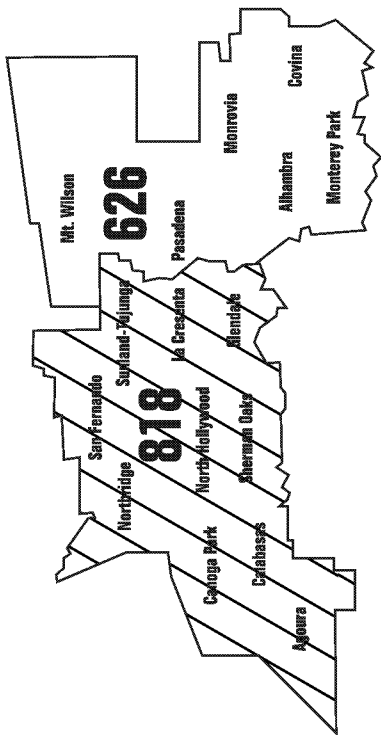 Mt. Wilson
626
Pasadena
Monrovia
Covina
Alhambra
Monterey Park
Sunland-Tujunga
La Cresenta
Glendale
San Fernando
818
North Hollywood
Sherman Oaks
Northridge
Canoga Park
Calabasas
Agoura